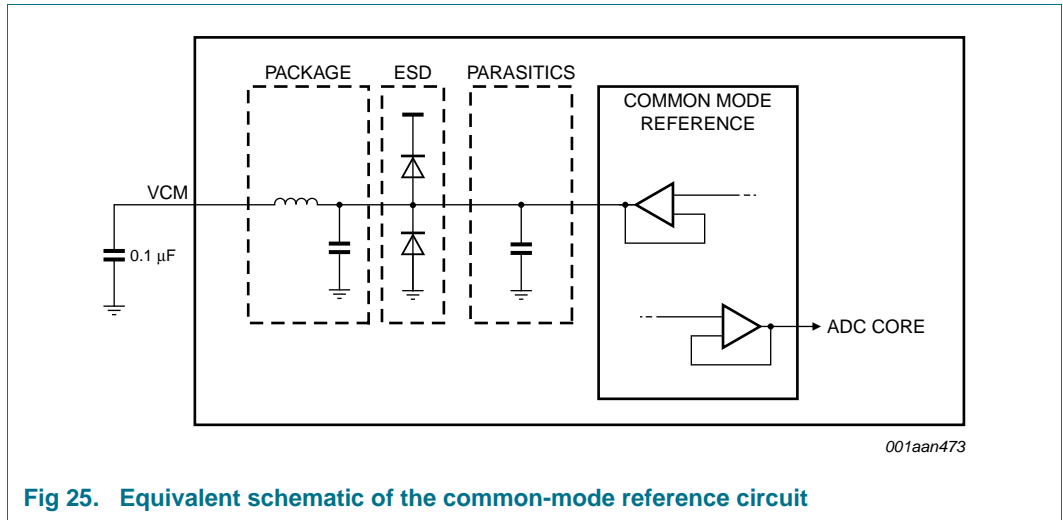 PACKAGE
ESD
PARASITICS
COMMON MODE
REFERENCE
VCM
0.1 μF
ADC CORE
001aan473
Fig 25. Equivalent schematic of the common-mode reference circuit